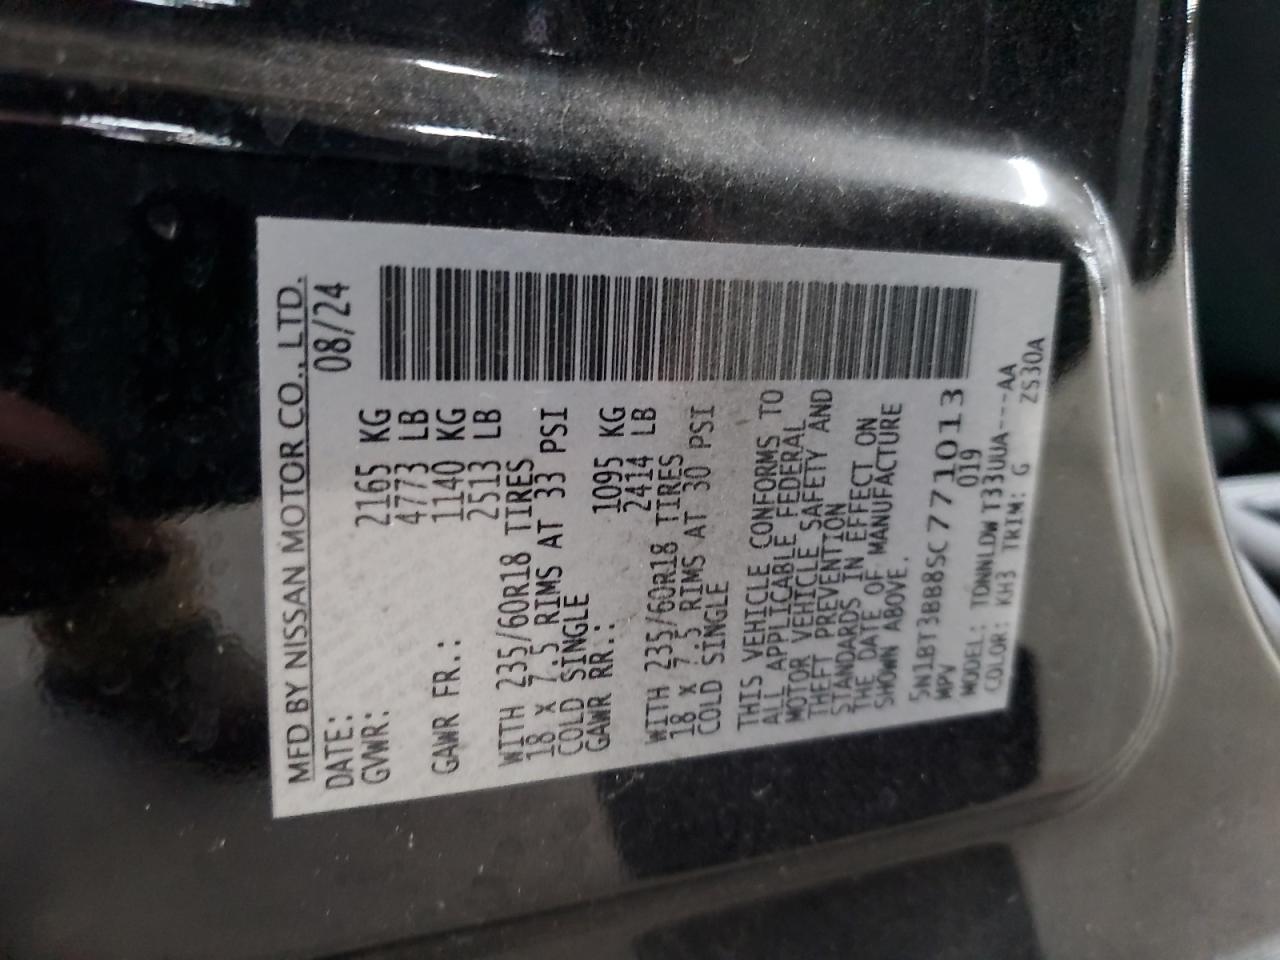 MFD BY NISSAN MOTOR CO., LTD.
DATE: 08/24
GVWR: 2165 KG
4773 LB
GAWR FR.: 1140 KG
2513 LB
WITH 235/60R18 TIRES
18 X 7.5 RIMS AT 33 PSI
COLD SINGLE
GAWR RR.: 1095 KG
2414 LB
WITH 235/60R18 TIRES
18 X 7.5 RIMS AT 30 PSI
COLD SINGLE
THIS VEHICLE CONFORMS TO
ALL APPLICABLE FEDERAL
MOTOR VEHICLE SAFETY AND
THEFT PREVENTION
STANDARDS IN EFFECT ON
THE DATE OF MANUFACTURE
SHOWN ABOVE.
5N1BT3BB8SC771013
MPV 019
MODEL: TDNNLDWT33UUA---AA
COLOR: KH3 TRIM: G ZS30A